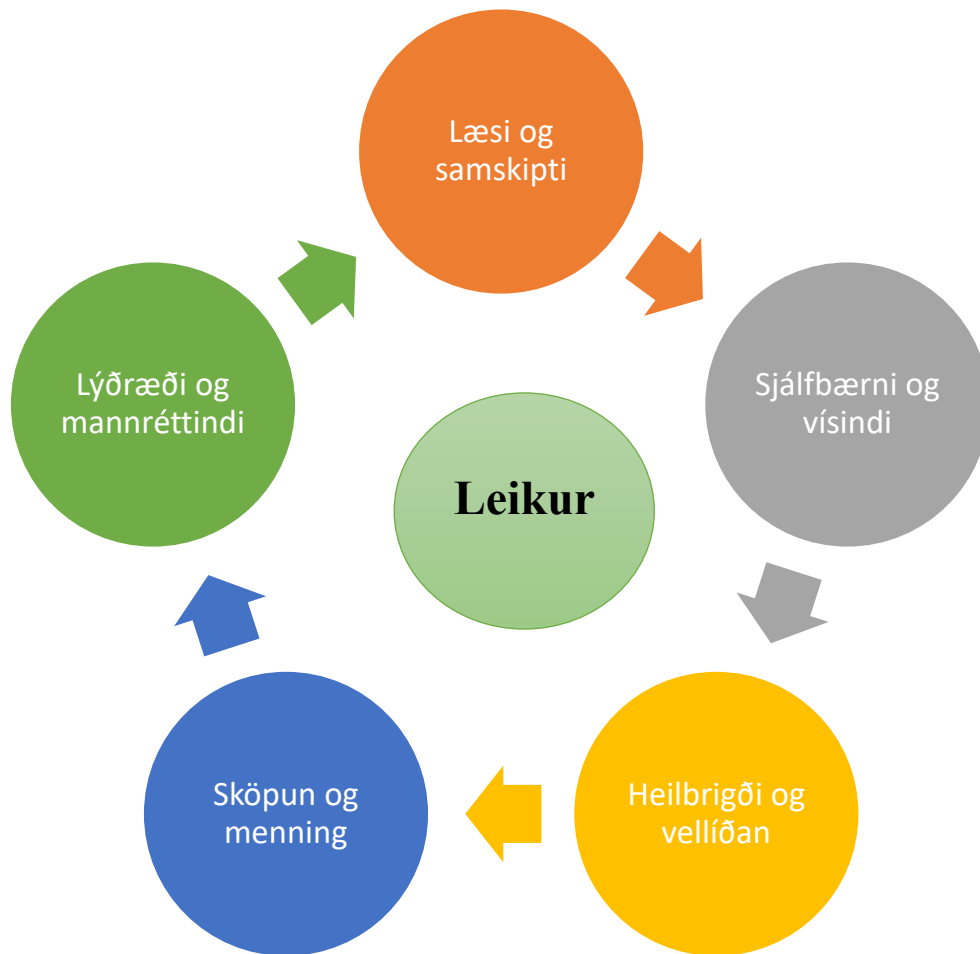 Læsi og
samskipti
Sjálfbærni og
vísindi
Heilbrigði og
vellíðan
Sköpun og
menning
Lýðræði og
mannréttindi
Leikur